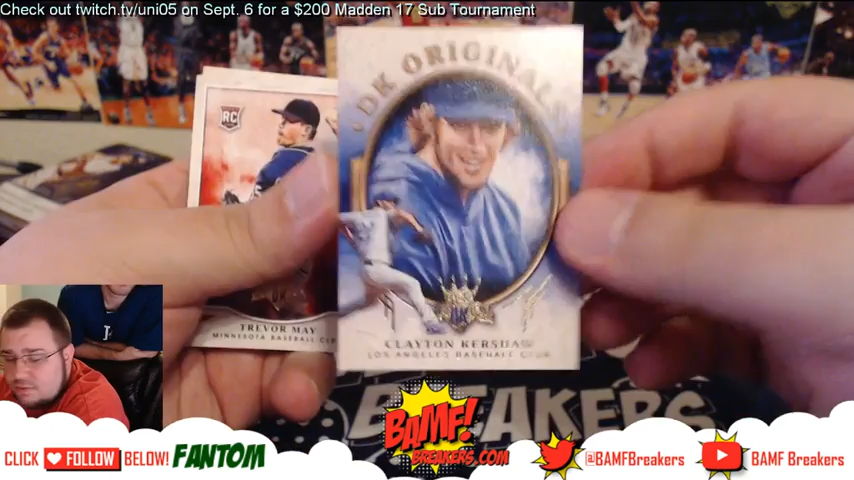 Check out twitch.tv/uni05 on Sept. 6 for a $200 Madden 17 Sub Tournament
DK ORIGINALS
RC
TREVOR MAY
MINNESOTA BASEBALL CLUB
CLAYTON KERSHAW
LOS ANGELES BASEBALL CLUB
BREAKERS
CLICK FOLLOW BELOW!
FANTOM
BAMF!
BREAKERS.COM
@BAMFBreakers
BAMF Breakers